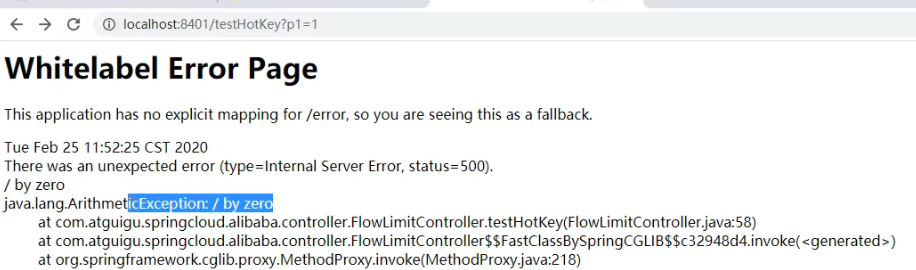 localhost:8401/testHotKey?p1=1
Whitelabel Error Page
This application has no explicit mapping for /error, so you are seeing this as a fallback.
Tue Feb 25 11:52:25 CST 2020
There was an unexpected error (type=Internal Server Error, status=500).
/ by zero
java.lang.ArithmeticException: / by zero
at com.atguigu.springcloud.alibaba.controller.FlowLimitController.testHotKey(FlowLimitController.java:58)
at com.atguigu.springcloud.alibaba.controller.FlowLimitController$$FastClassBySpringCGLIB$$c32948d4.invoke(<generated>)
at org.springframework.cglib.proxy.MethodProxy.invoke(MethodProxy.java:218)